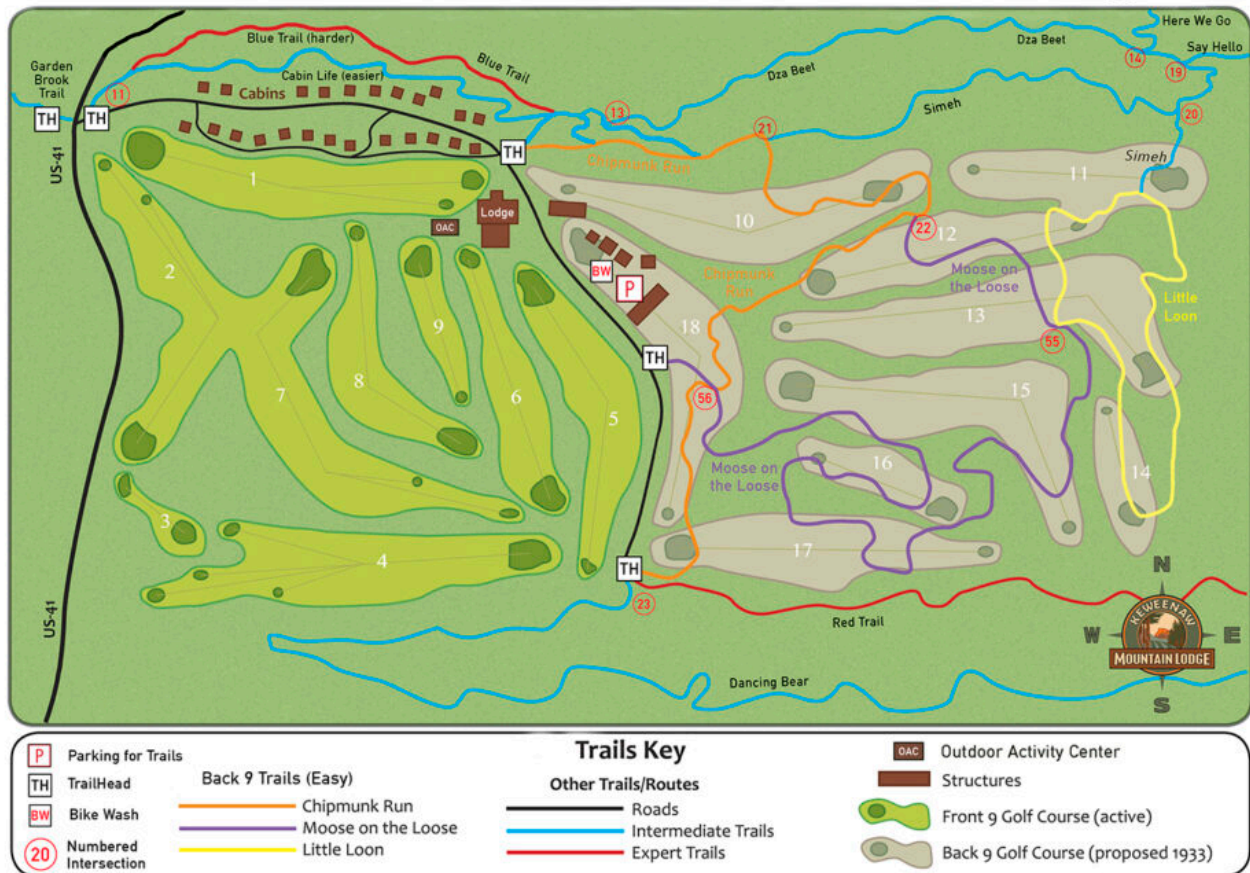 Here We Go
Blue Trail (harder)
Dza Beet
14
Say Hello
Garden
Brook
Trail
Blue Trail
19
Cabin Life (easier)
Dza Beet
11
Cabins
TH
TH
13
Simeh
20
21
US-41
TH
Chipmunk Run
Simeh
1
11
Lodge
10
OAC
22
12
2
BW
Chipmunk
Run
Moose on
the Loose
P
Little
Loon
13
9
18
55
8
TH
7
6
5
56
15
16
Moose on
the Loose
14
3
17
4
TH
N
US-41
23
Red Trail
KEWEENAW
W
E
MOUNTAIN LODGE
Dancing Bear
S
Trails Key
P
Parking for Trails
TH
TrailHead
BW
Bike Wash
20
Numbered
Intersection
Back 9 Trails (Easy)
Chipmunk Run
Moose on the Loose
Little Loon
Other Trails/Routes
Roads
Intermediate Trails
Expert Trails
OAC
Outdoor Activity Center
Structures
Front 9 Golf Course (active)
Back 9 Golf Course (proposed 1933)